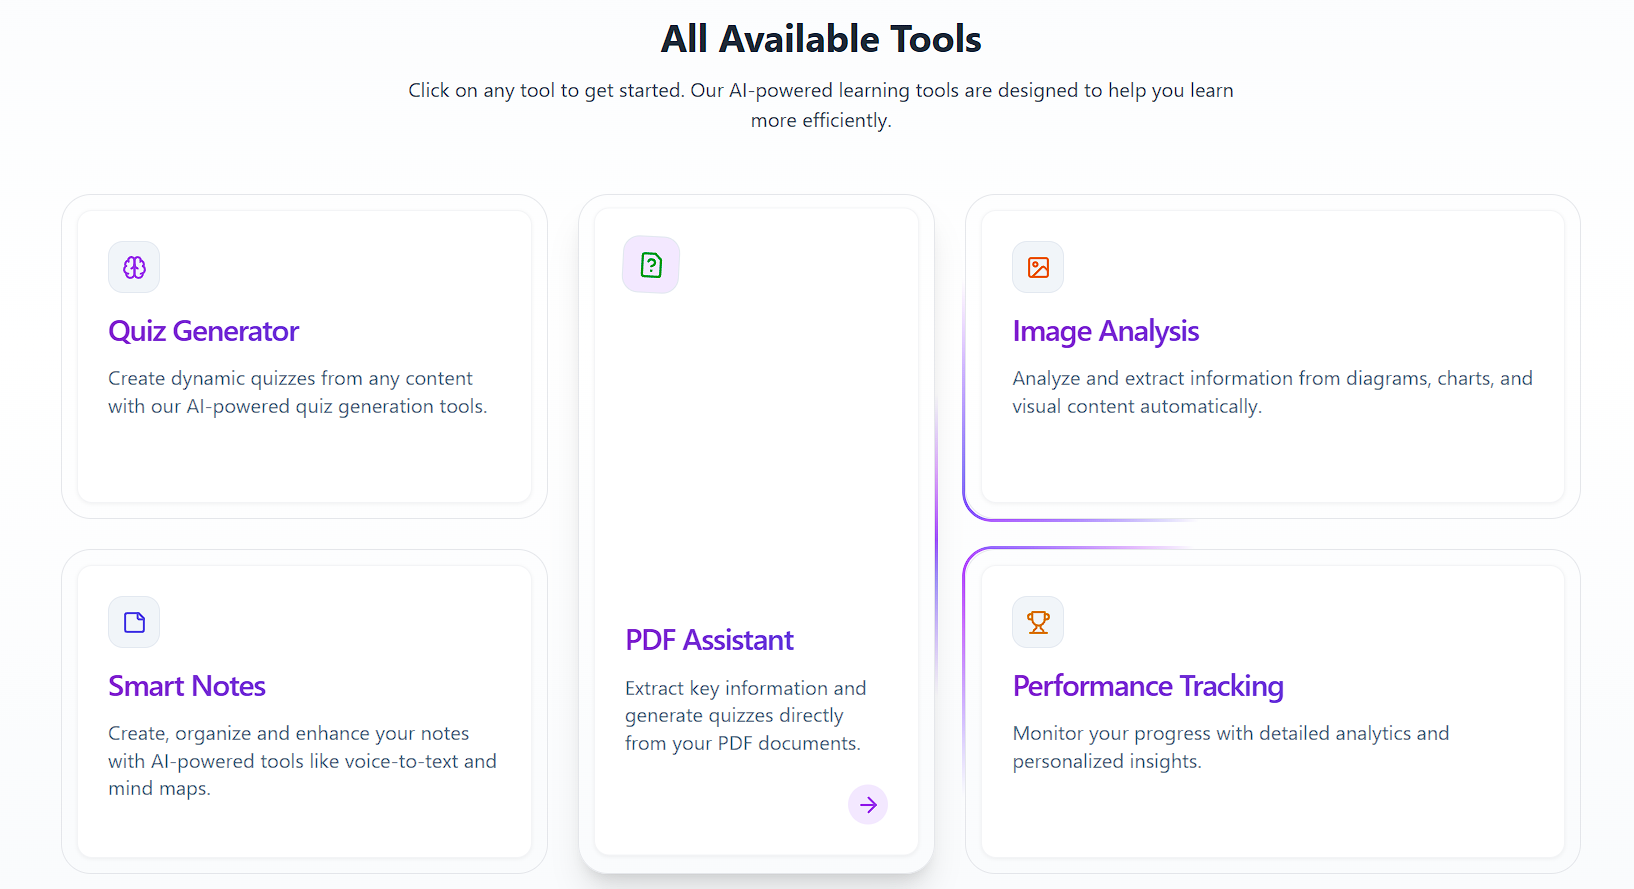 All Available Tools
Click on any tool to get started. Our AI-powered learning tools are designed to help you learn
more efficiently.
Quiz Generator
Create dynamic quizzes from any content
with our AI-powered quiz generation tools.
Smart Notes
Create, organize and enhance your notes
with AI-powered tools like voice-to-text and
mind maps.
PDF Assistant
Extract key information and
generate quizzes directly
from your PDF documents.
Image Analysis
Analyze and extract information from diagrams, charts, and
visual content automatically.
Performance Tracking
Monitor your progress with detailed analytics and
personalized insights.